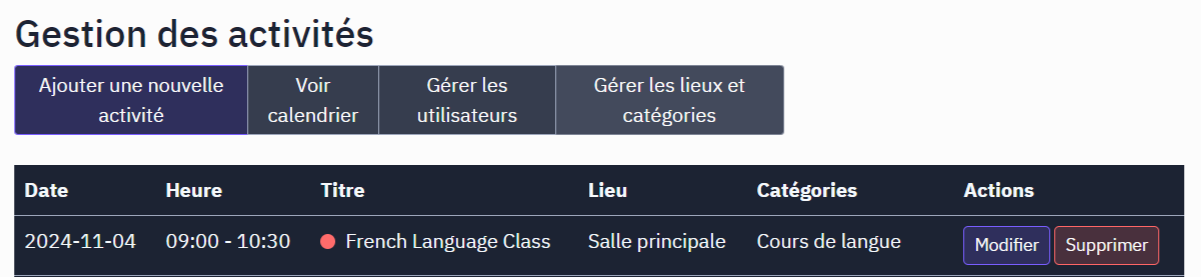 Gestion des activités
Ajouter une nouvelle activité
Voir calendrier
Gérer les utilisateurs
Gérer les lieux et catégories
Date Heure Titre Lieu Catégories Actions
2024-11-04 09:00 - 10:30 French Language Class Salle principale Cours de langue Modifier Supprimer